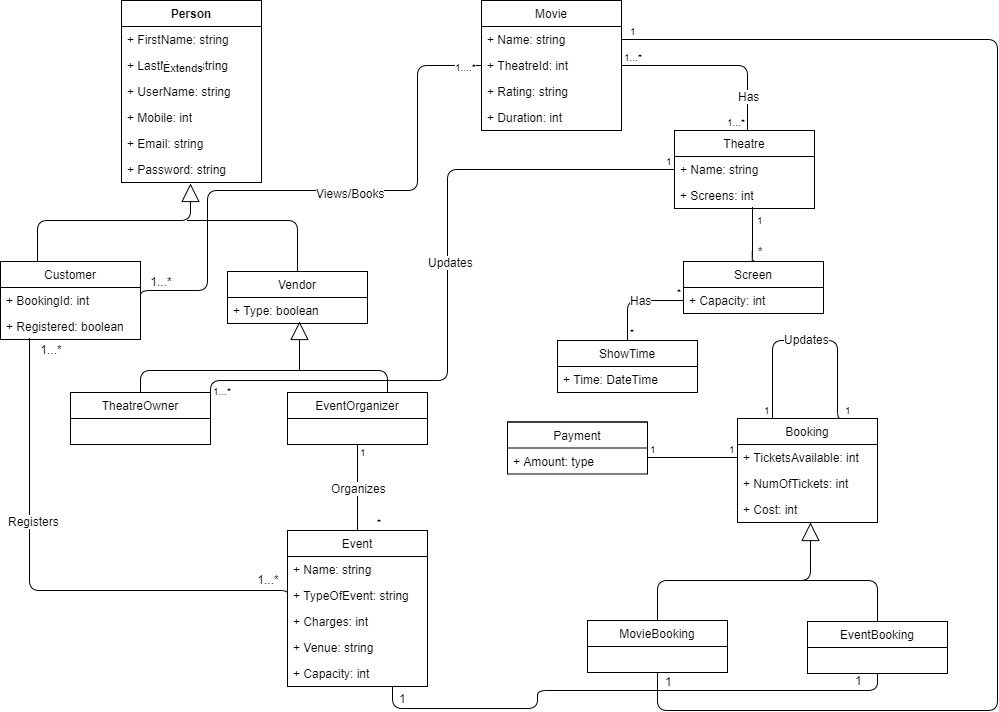 Person
+ FirstName: string
+ LastN
Extends
string
+ UserName: string
+ Mobile: int
+ Email: string
+ Password: string
Movie
+ Name: string
+ TheatreId: int
+ Rating: string
+ Duration: int
1
1...*
1....*
Has
1...*
Theatre
+ Name: string
+ Screens: int
1
1
*
Views/Books
Updates
Customer
+ BookingId: int
+ Registered: boolean
1...*
1...*
Vendor
+ Type: boolean
Screen
+ Capacity: int
*
Has
*
ShowTime
+ Time: DateTime
Updates
1
1
TheatreOwner
1...*
EventOrganizer
1
Organizes
*
Payment
+ Amount: type
1
1
Booking
+ TicketsAvailable: int
+ NumOfTickets: int
+ Cost: int
Registers
1...*
Event
+ Name: string
+ TypeOfEvent: string
+ Charges: int
+ Venue: string
+ Capacity: int
1
MovieBooking
1
EventBooking
1